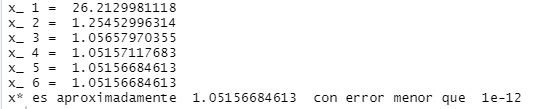 x_ 1 =  26.2129981118
x_ 2 =  1.25452996314
x_ 3 =  1.05657970355
x_ 4 =  1.05157117683
x_ 5 =  1.05156684613
x_ 6 =  1.05156684613
x* es aproximadamente  1.05156684613  con error menor que  1e-12